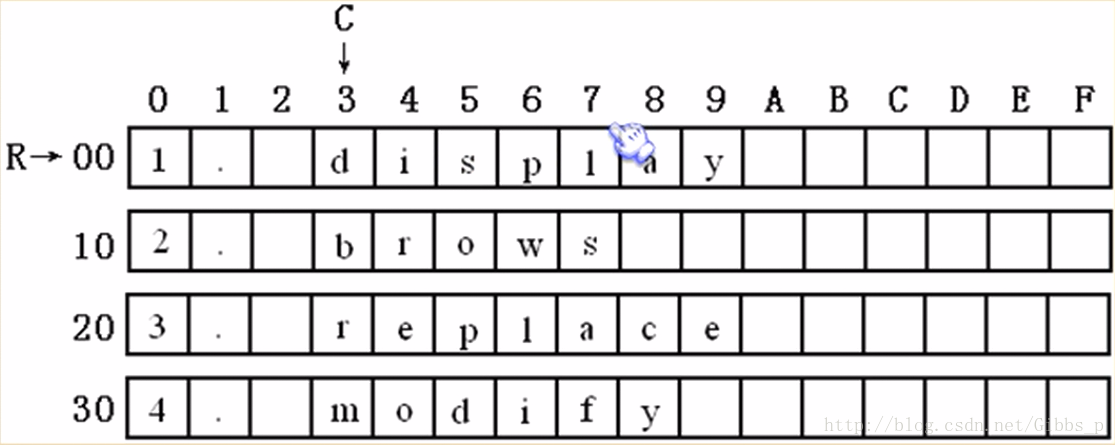 C
↓
0 1 2 3 4 5 6 7 8 9 A B C D E F
R→00 1 . d i s p l a y
10 2 . b r o w s
20 3 . r e p l a c e
30 4 . m o d i f y
http://blog.csdn.net/Gibbs_p